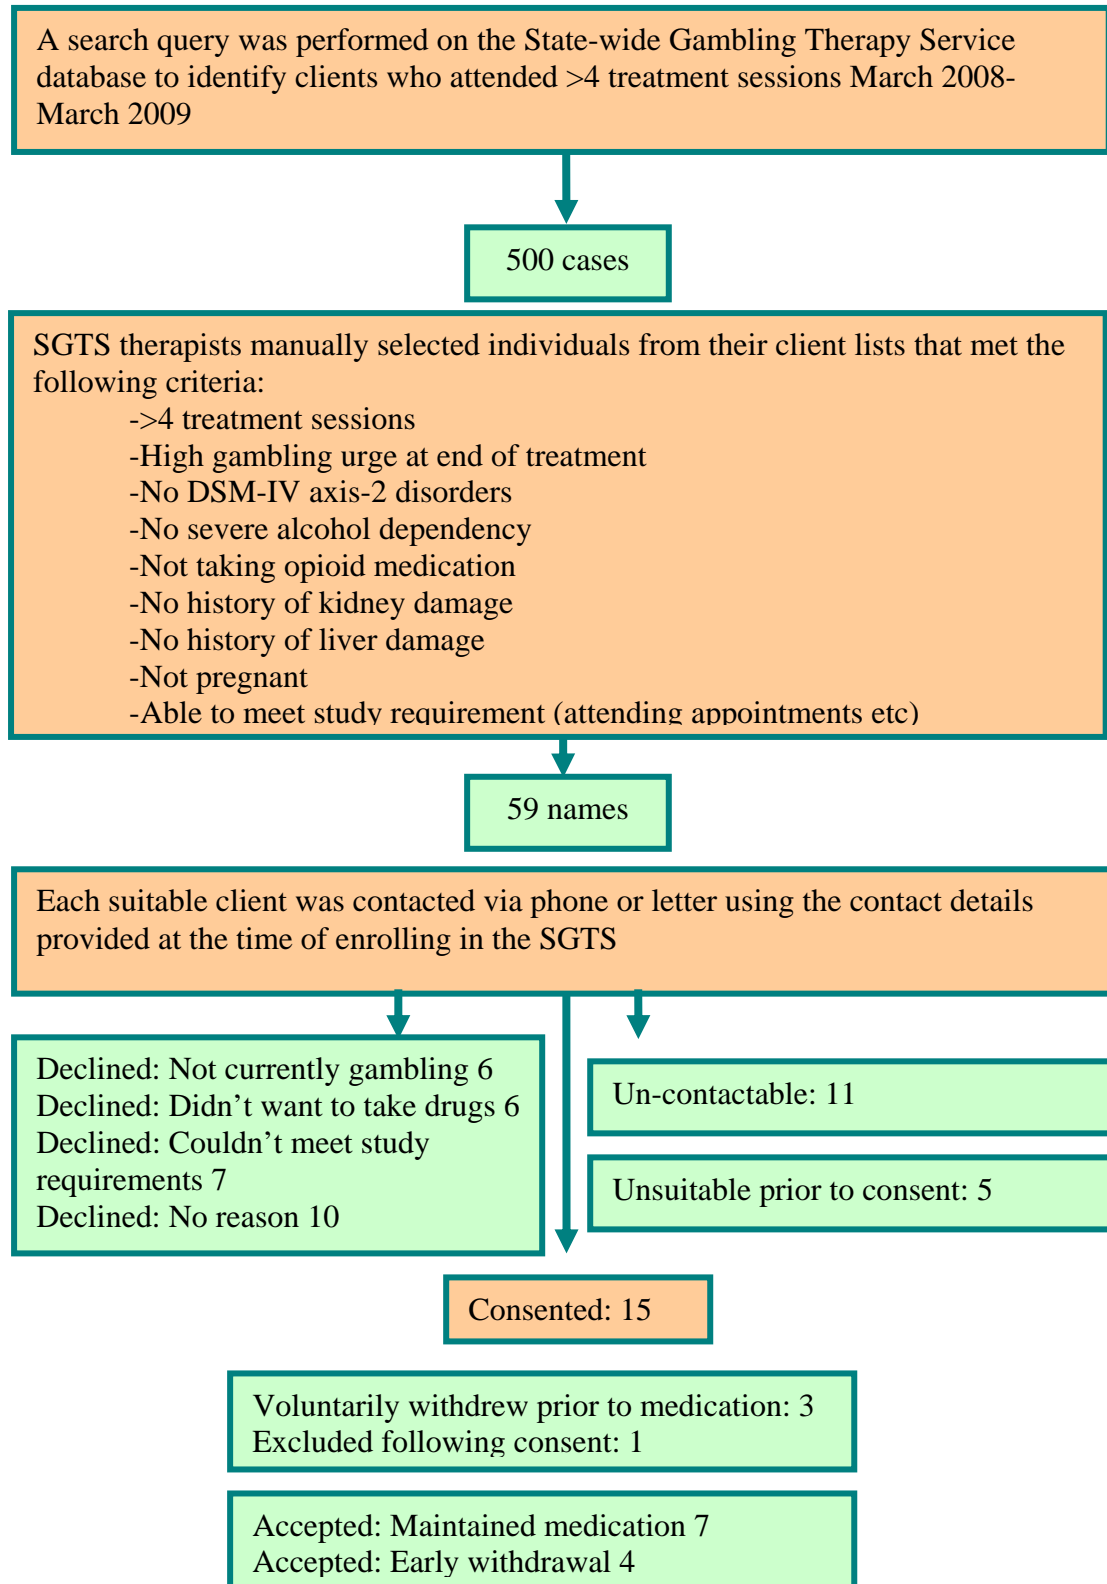 A search query was performed on the State-wide Gambling Therapy Service
database to identify clients who attended >4 treatment sessions March 2008-
March 2009
500 cases
SGTS therapists manually selected individuals from their client lists that met the
following criteria:
->4 treatment sessions
-High gambling urge at end of treatment
-No DSM-IV axis-2 disorders
-No severe alcohol dependency
-Not taking opioid medication
-No history of kidney damage
-No history of liver damage
-Not pregnant
-Able to meet study requirement (attending appointments etc)
59 names
Each suitable client was contacted via phone or letter using the contact details
provided at the time of enrolling in the SGTS
Declined: Not currently gambling 6
Declined: Didn’t want to take drugs 6
Declined: Couldn’t meet study
requirements 7
Declined: No reason 10
Un-contactable: 11
Unsuitable prior to consent: 5
Consented: 15
Voluntarily withdrew prior to medication: 3
Excluded following consent: 1
Accepted: Maintained medication 7
Accepted: Early withdrawal 4